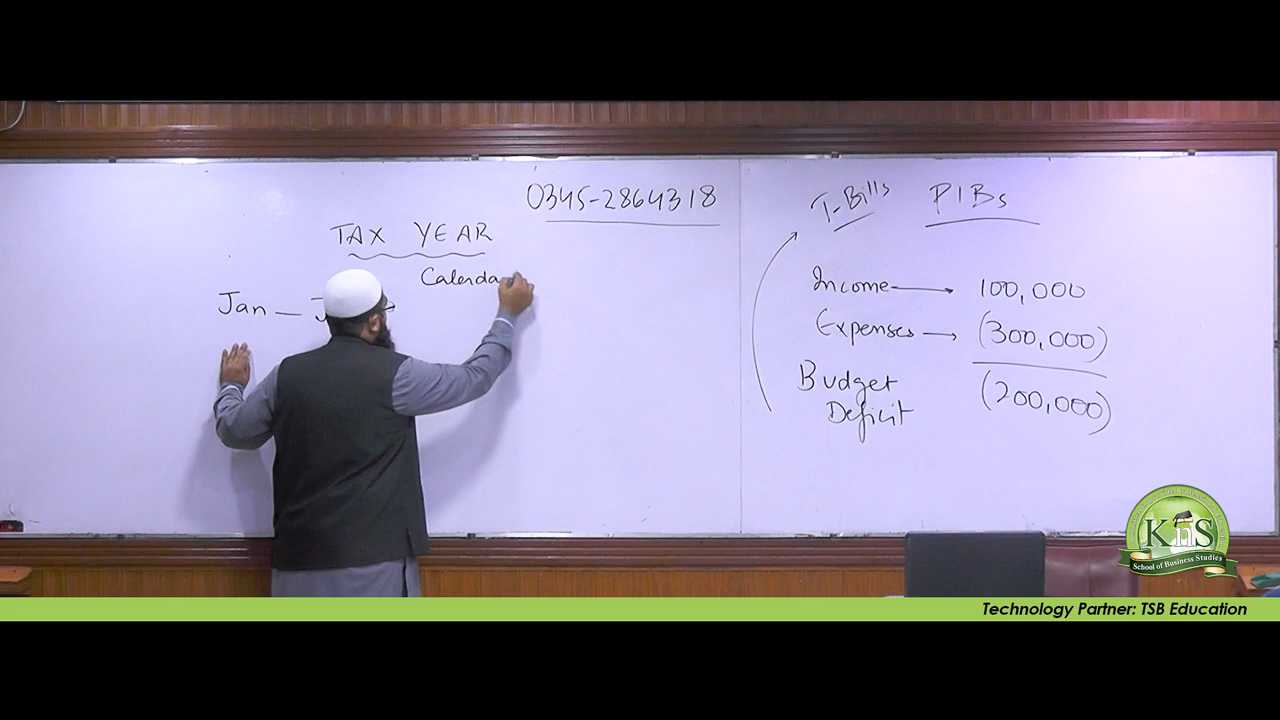 0345-2864318
TAX YEAR
Calenda
Jan — J
T-Bills PIBs
Income → 100,000
Expenses → (300,000)
Budget (200,000)
Deficit
KnS
School of Business Studies
Technology Partner: TSB Education